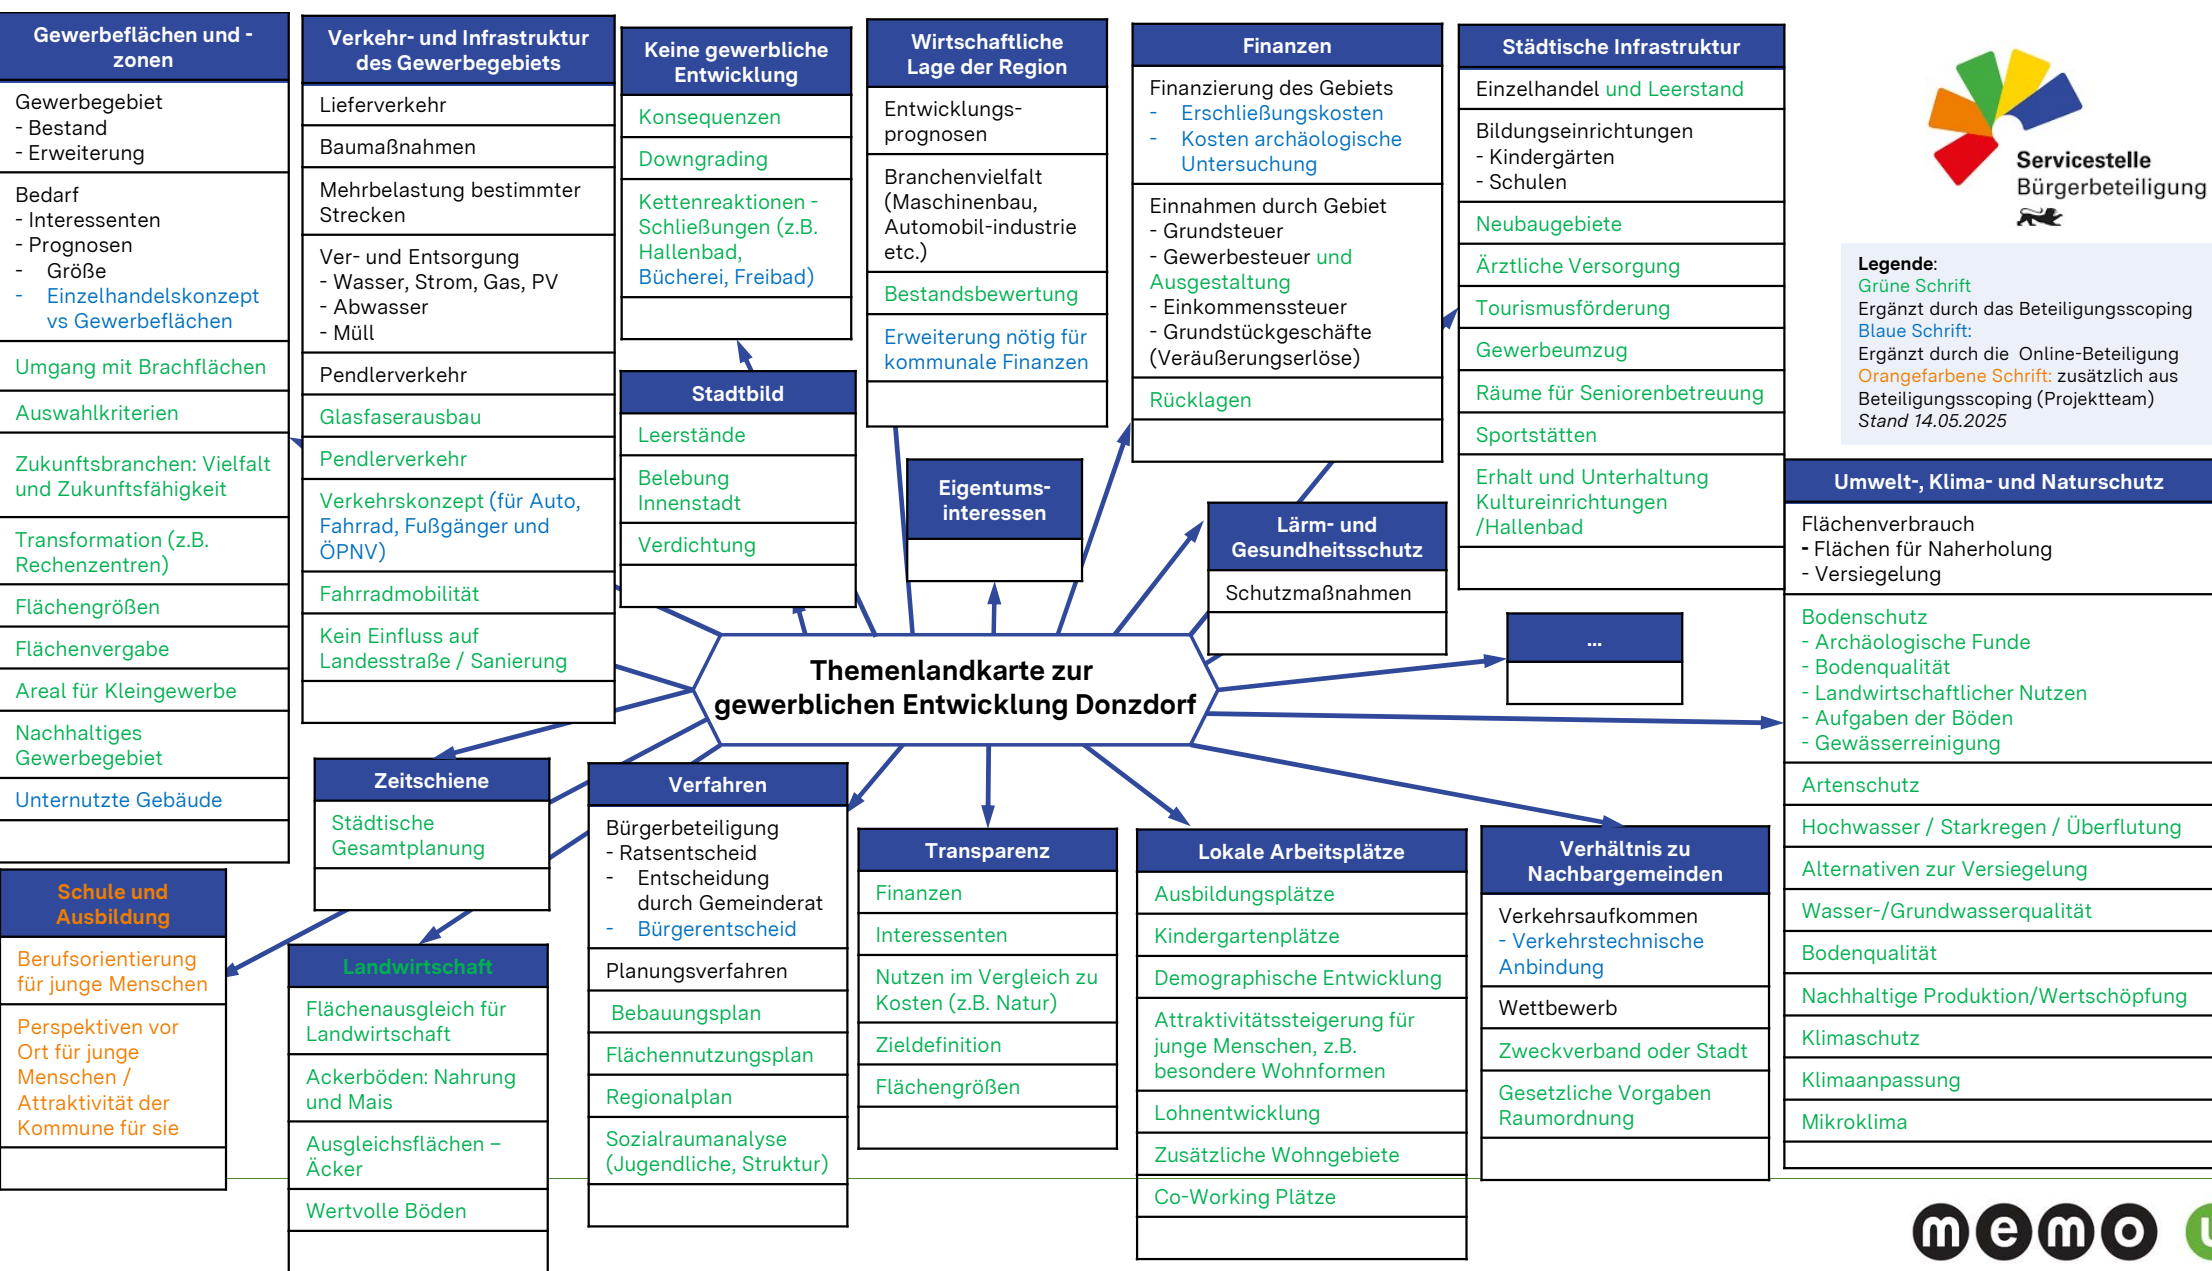 Gewerbeflächen und -
zonen
Gewerbegebiet
- Bestand
- Erweiterung
Bedarf
- Interessenten
- Prognosen
- Größe
- Einzelhandelskonzept
vs Gewerbeflächen
Umgang mit Brachflächen
Auswahlkriterien
Zukunftsbranchen: Vielfalt
und Zukunftsfähigkeit
Transformation (z.B.
Rechenzentren)
Flächengrößen
Flächenvergabe
Areal für Kleingewerbe
Nachhaltiges
Gewerbegebiet
Unternutzte Gebäude
Verkehr- und Infrastruktur
des Gewerbegebiets
Lieferverkehr
Baumaßnahmen
Mehrbelastung bestimmter
Strecken
Ver- und Entsorgung
- Wasser, Strom, Gas, PV
- Abwasser
- Müll
Pendlerverkehr
Glasfaserausbau
Pendlerverkehr
Verkehrskonzept (für Auto,
Fahrrad, Fußgänger und
ÖPNV)
Fahrradmobilität
Kein Einfluss auf
Landesstraße / Sanierung
Keine gewerbliche
Entwicklung
Konsequenzen
Downgrading
Kettenreaktionen -
Schließungen (z.B.
Hallenbad,
Bücherei, Freibad)
Stadtbild
Leerstände
Belebung
Innenstadt
Verdichtung
Wirtschaftliche
Lage der Region
Entwicklungs-
prognosen
Branchenvielfalt
(Maschinenbau,
Automobil-industrie
etc.)
Bestandsbewertung
Erweiterung nötig für
kommunale Finanzen
Eigentums-
interessen
Finanzen
Finanzierung des Gebiets
- Erschließungskosten
- Kosten archäologische
Untersuchung
Einnahmen durch Gebiet
- Grundsteuer
- Gewerbesteuer und
Ausgestaltung
- Einkommenssteuer
- Grundstückgeschäfte
(Veräußerungserlöse)
Rücklagen
Lärm- und
Gesundheitsschutz
Schutzmaßnahmen
Städtische Infrastruktur
Einzelhandel und Leerstand
Bildungseinrichtungen
- Kindergärten
- Schulen
Neubaugebiete
Ärztliche Versorgung
Tourismusförderung
Gewerbeumzug
Räume für Seniorenbetreuung
Sportstätten
Erhalt und Unterhaltung
Kultureinrichtungen
/Hallenbad
...
Servicestelle
Bürgerbeteiligung
Legende:
Grüne Schrift
Ergänzt durch das Beteiligungsscoping
Blaue Schrift:
Ergänzt durch die Online-Beteiligung
Orangefarbene Schrift: zusätzlich aus
Beteiligungsscoping (Projektteam)
Stand 14.05.2025
Umwelt-, Klima- und Naturschutz
Flächenverbrauch
- Flächen für Naherholung
- Versiegelung
Bodenschutz
- Archäologische Funde
- Bodenqualität
- Landwirtschaftlicher Nutzen
- Aufgaben der Böden
- Gewässerreinigung
Artenschutz
Hochwasser / Starkregen / Überflutung
Alternativen zur Versiegelung
Wasser-/Grundwasserqualität
Bodenqualität
Nachhaltige Produktion/Wertschöpfung
Klimaschutz
Klimaanpassung
Mikroklima
Themenlandkarte zur
gewerblichen Entwicklung Donzdorf
Schule und
Ausbildung
Berufsorientierung
für junge Menschen
Perspektiven vor
Ort für junge
Menschen /
Attraktivität der
Kommune für sie
Zeitschiene
Städtische
Gesamtplanung
Landwirtschaft
Flächenausgleich für
Landwirtschaft
Ackerböden: Nahrung
und Mais
Ausgleichsflächen –
Äcker
Wertvolle Böden
Verfahren
Bürgerbeteiligung
- Ratsentscheid
- Entscheidung
durch Gemeinderat
- Bürgerentscheid
Planungsverfahren
Bebauungsplan
Flächennutzungsplan
Regionalplan
Sozialraumanalyse
(Jugendliche, Struktur)
Transparenz
Finanzen
Interessenten
Nutzen im Vergleich zu
Kosten (z.B. Natur)
Zieldefinition
Flächengrößen
Lokale Arbeitsplätze
Ausbildungsplätze
Kindergartenplätze
Demographische Entwicklung
Attraktivitätssteigerung für
junge Menschen, z.B.
besondere Wohnformen
Lohnentwicklung
Zusätzliche Wohngebiete
Co-Working Plätze
Verhältnis zu
Nachbargemeinden
Verkehrsaufkommen
- Verkehrstechnische
Anbindung
Wettbewerb
Zweckverband oder Stadt
Gesetzliche Vorgaben
Raumordnung
memo u